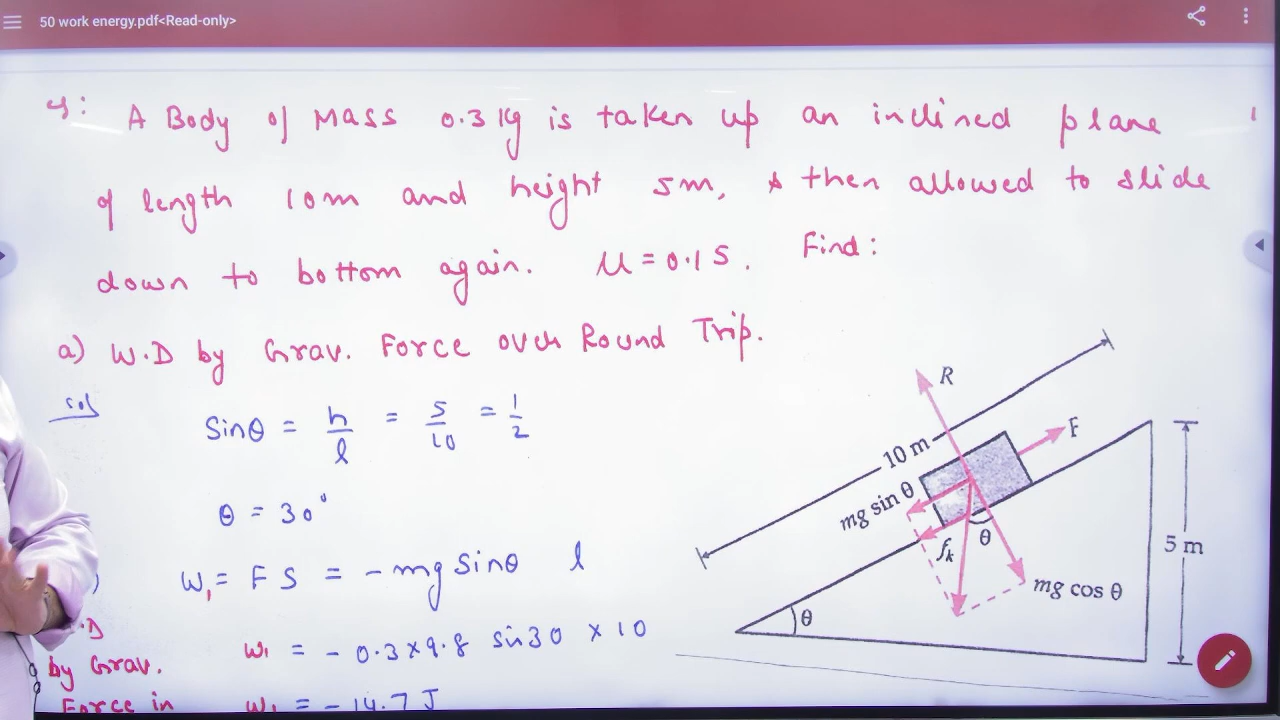 50 work energy.pdf<Read-only>
A Body of Mass 0.3 Kg is taken up an inclined plane
of length 10m and height 5m, & then allowed to slide
down to bottom again. μ = 0.15. Find:
a) W.D by Grav. Force over Round Trip.
Sol
Sinθ = h/l = 5/10 = 1/2
θ = 30°
W₁ = F S = - mg Sinθ l
W₁ = - 0.3 × 9.8 sin30 × 10
W₁ = - 14.7 J
.D
by Grav.
Force in
R
F
10 m
mg sin θ
fk
θ
mg cos θ
θ
5 m